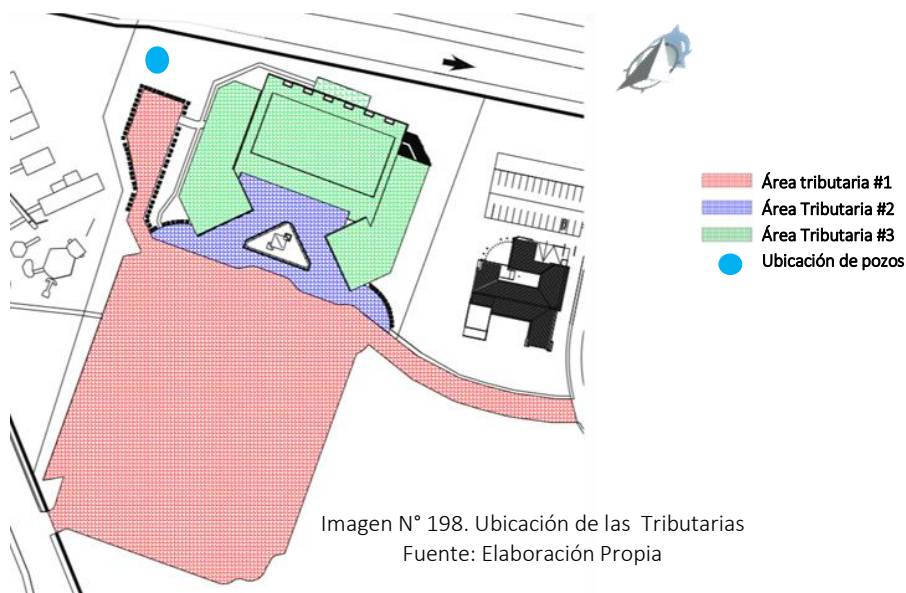 Área tributaria #1
Área Tributaria #2
Área Tributaria #3
Ubicación de pozos
Imagen N° 198. Ubicación de las Tributarias
Fuente: Elaboración Propia